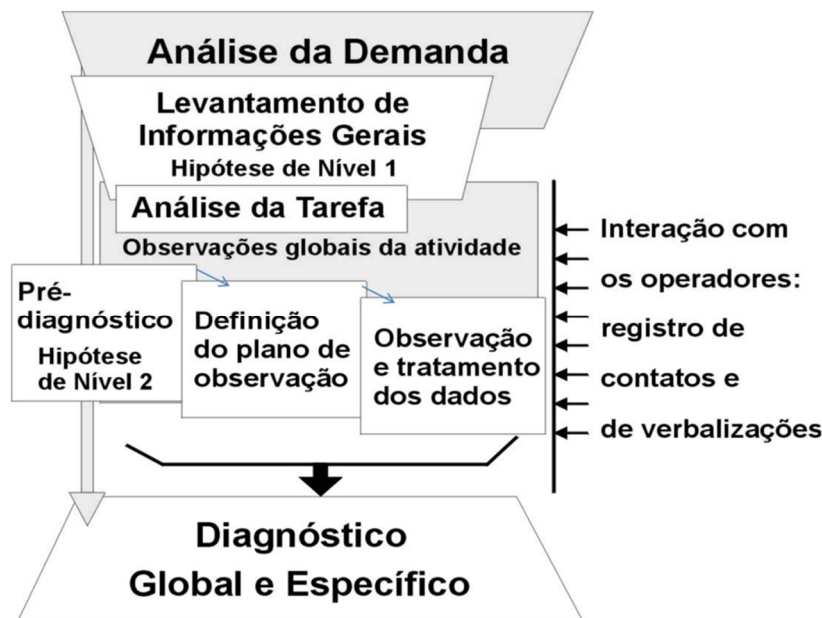 Análise da Demanda
Levantamento de
Informações Gerais
Hipótese de Nível 1
Análise da Tarefa
Observações globais da atividade
Pré-
diagnóstico
Hipótese
de Nível 2
Definição
do plano de
observação
Observação
e tratamento
dos dados
Interação com
os operadores:
registro de
contatos e
de verbalizações
Diagnóstico
Global e Específico